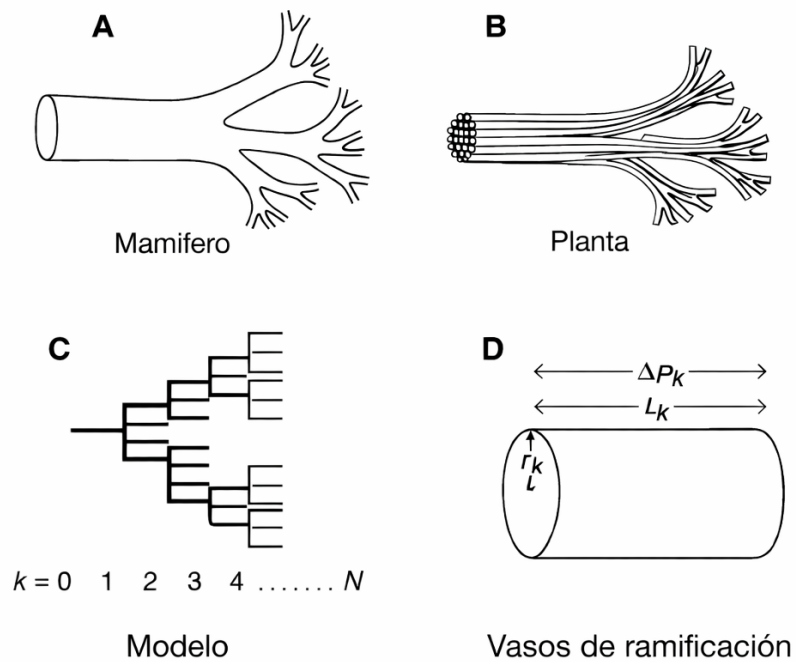 A
Mamifero
B
Planta
C
k = 0 1 2 3 4 ....... N
Modelo
D
ΔPk
Lk
rk
Vasos de ramificación